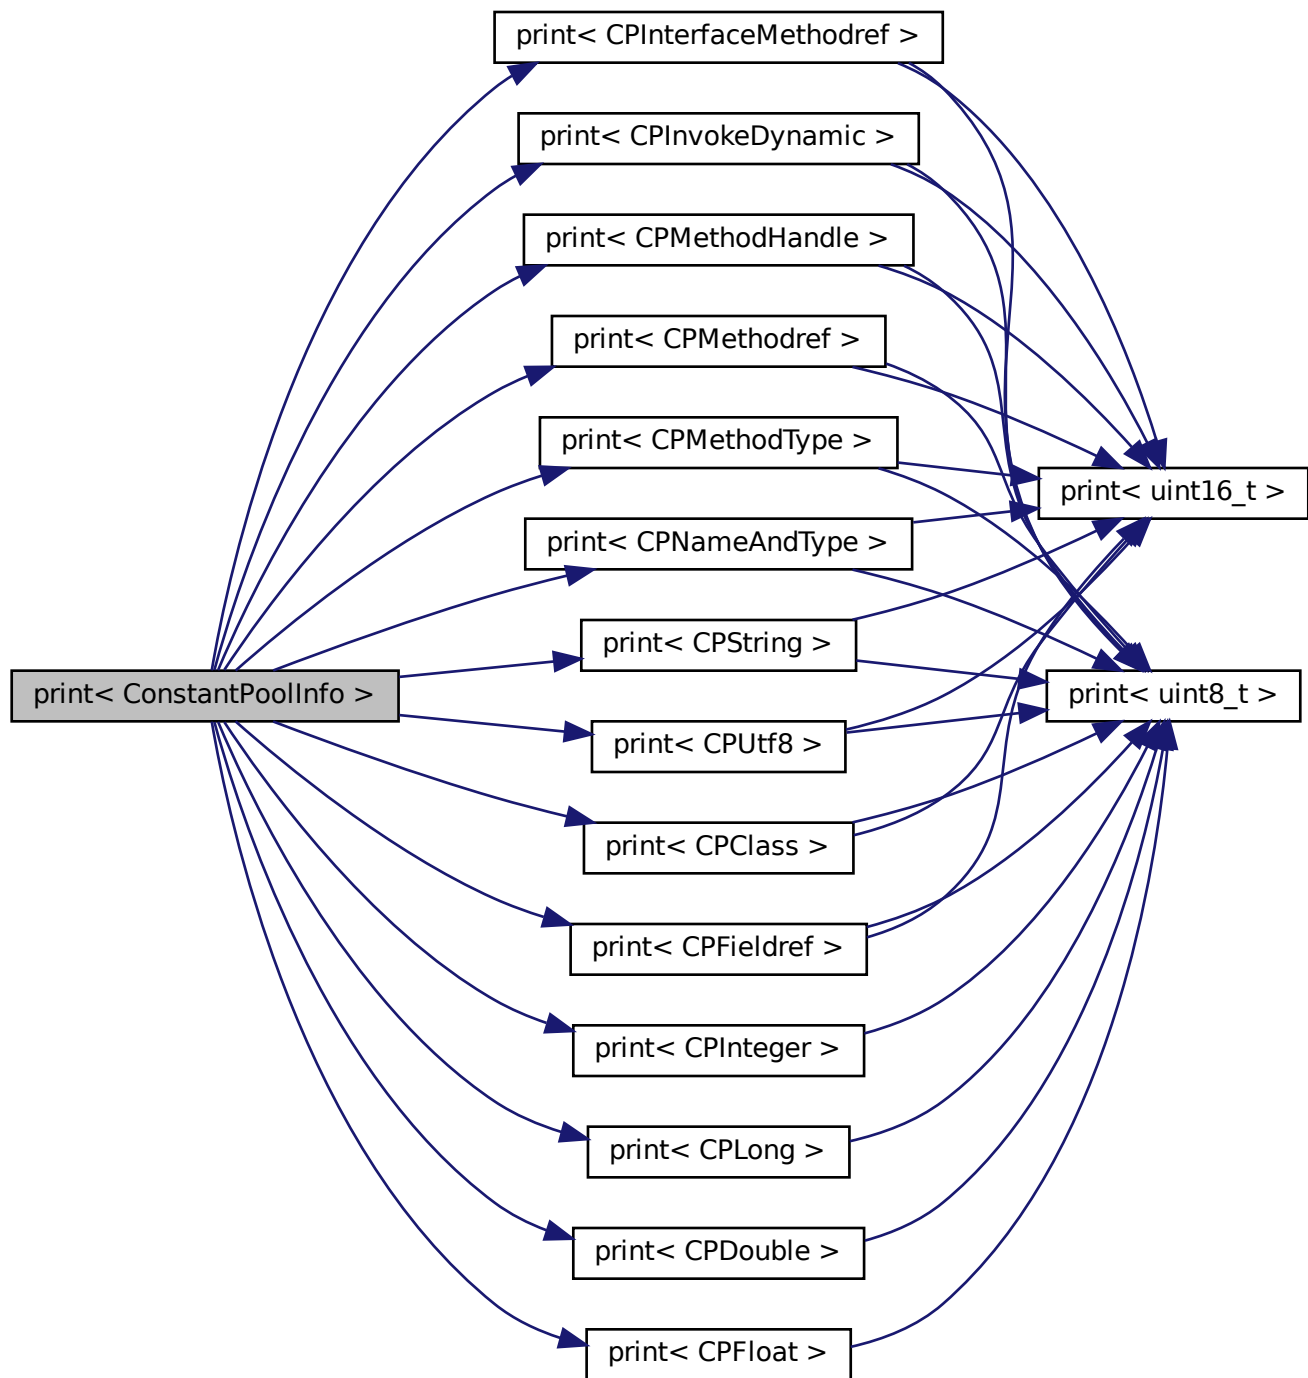 print< CPInterfaceMethodref >
print< CPInvokeDynamic >
print< CPMethodHandle >
print< CPMethodref >
print< CPMethodType >
print< uint16_t >
print< CPNameAndType >
print< CPString >
print< ConstantPoolInfo >
print< uint8_t >
print< CPUtf8 >
print< CPClass >
print< CPFieldref >
print< CPInteger >
print< CPLong >
print< CPDouble >
print< CPFloat >